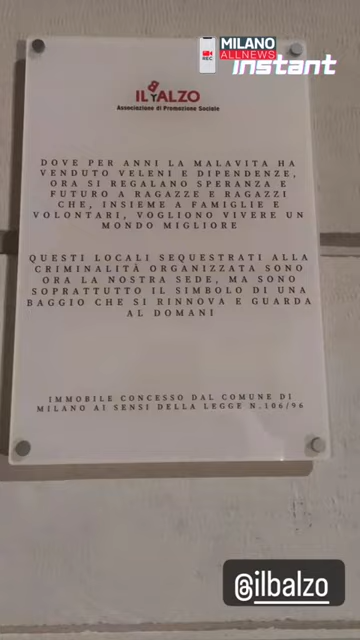 REC
MILANO
ALLNEWS
instant
IL BALZO
Associazione di Promozione Sociale
DOVE PER ANNI LA MALAVITA HA
VENDUTO VELENI E DIPENDENZE,
ORA SI REGALANO SPERANZA E
FUTURO A RAGAZZE E RAGAZZI
CHE, INSIEME A FAMIGLIE E
VOLONTARI, VOGLIONO VIVERE UN
MONDO MIGLIORE
QUESTI LOCALI SEQUESTRATI ALLA
CRIMINALITÀ ORGANIZZATA SONO
ORA LA NOSTRA SEDE, MA SONO
SOPRATTUTTO IL SIMBOLO DI UNA
BAGGIO CHE SI RINNOVA E GUARDA
AL DOMANI
IMMOBILE CONCESSO DAL COMUNE DI
MILANO AI SENSI DELLA LEGGE N.106/96
@ilbalzo